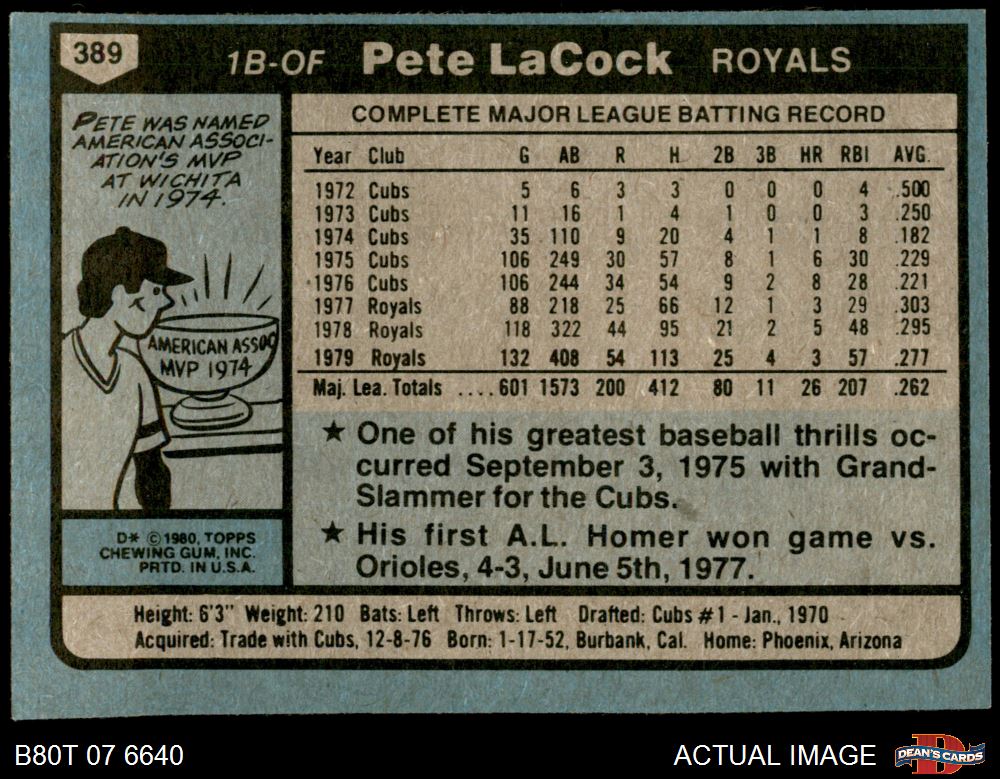 389
1B-OF Pete LaCock ROYALS
PETE WAS NAMED
AMERICAN ASSOCI-
ATION'S MVP
AT WICHITA
IN 1974.
AMERICAN ASSOC
MVP 1974
D* © 1980, TOPPS
CHEWING GUM, INC.
PRTD. IN U.S.A.
COMPLETE MAJOR LEAGUE BATTING RECORD
Year Club G AB R H 2B 3B HR RBI AVG.
1972 Cubs 5 6 3 3 0 0 0 4 .500
1973 Cubs 11 16 1 4 1 0 0 3 .250
1974 Cubs 35 110 9 20 4 1 1 8 .182
1975 Cubs 106 249 30 57 8 1 6 30 .229
1976 Cubs 106 244 34 54 9 2 8 28 .221
1977 Royals 88 218 25 66 12 1 3 29 .303
1978 Royals 118 322 44 95 21 2 5 48 .295
1979 Royals 132 408 54 113 25 4 3 57 .277
Maj. Lea. Totals .... 601 1573 200 412 80 11 26 207 .262
★ One of his greatest baseball thrills oc-
curred September 3, 1975 with Grand-
Slammer for the Cubs.
★ His first A.L. Homer won game vs.
Orioles, 4-3, June 5th, 1977.
Height: 6'3" Weight: 210 Bats: Left Throws: Left Drafted: Cubs #1 - Jan., 1970
Acquired: Trade with Cubs, 12-8-76 Born: 1-17-52, Burbank, Cal. Home: Phoenix, Arizona
B80T 07 6640
ACTUAL IMAGE
D
DEAN'S CARDS